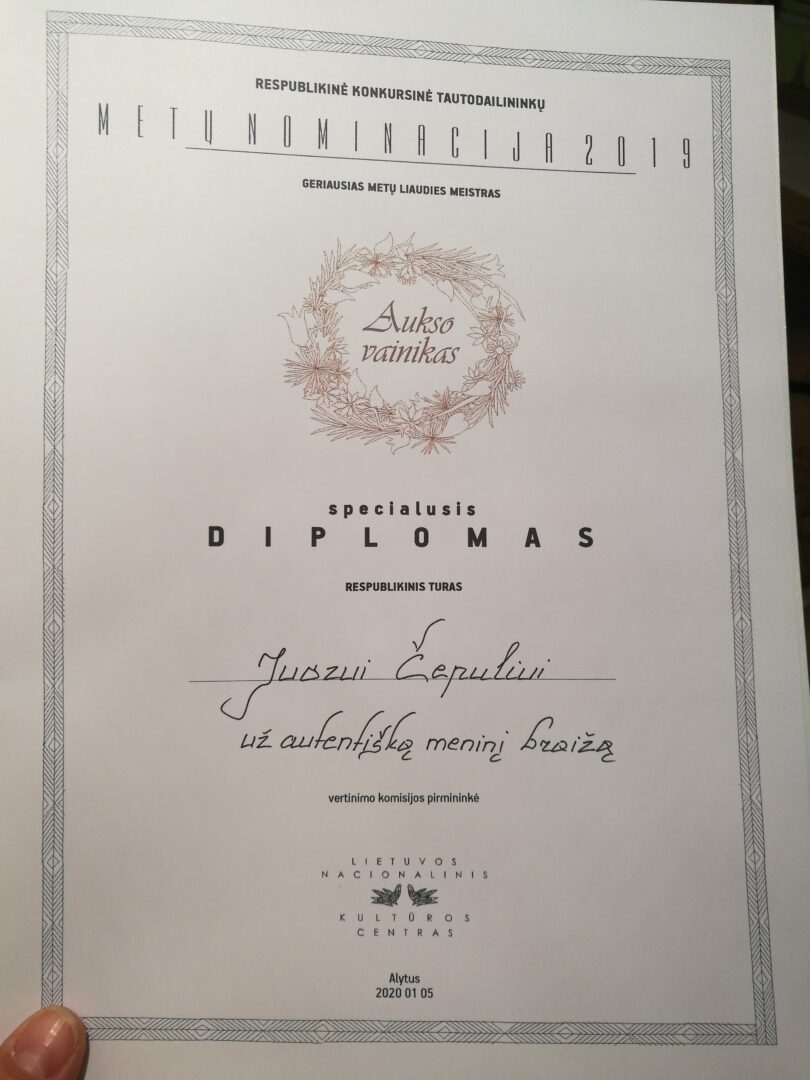 RESPUBLIKINĖ KONKURSINĖ TAUTODAILININKŲ
METŲ NOMINACIJA 2019
GERIAUSIAS METŲ LIAUDIES MEISTRAS
Aukso
vainikas
specialusis
DIPLOMAS
RESPUBLIKINIS TURAS
Juozui Čepuliui
už autentišką meninį braižą
vertinimo komisijos pirmininkė
LIETUVOS
NACIONALINIS
KULTŪROS
CENTRAS
Alytus
2020 01 05